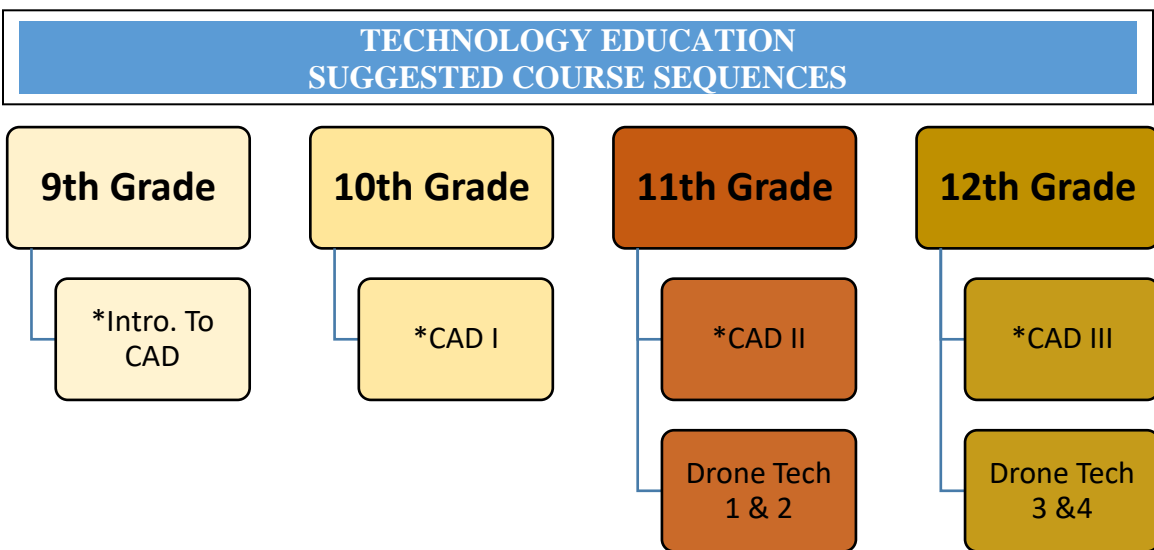 TECHNOLOGY EDUCATION
SUGGESTED COURSE SEQUENCES
9th Grade
*Intro. To
CAD
10th Grade
*CAD I
11th Grade
*CAD II
Drone Tech
1 & 2
12th Grade
*CAD III
Drone Tech
3 &4